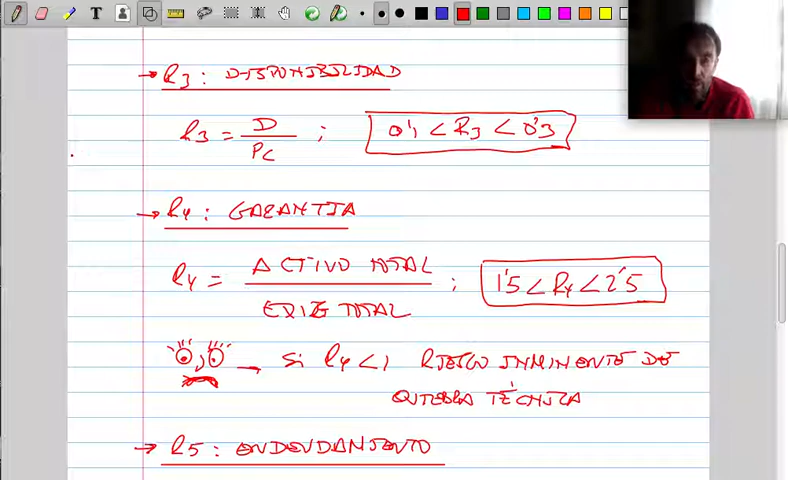 → R3: DISPONIBILIDAD
R3 = D / PC ; 0'1 < R3 < 0'3
→ R4: GARANTIA
R4 = ACTIVO TOTAL / EXIG TOTAL ; 1'5 < R4 < 2'5
→ Si R4 < 1 RIESGO INMINENTE DE
QUIEBRA TÉCNICA
→ R5: ENDEUDAMIENTO